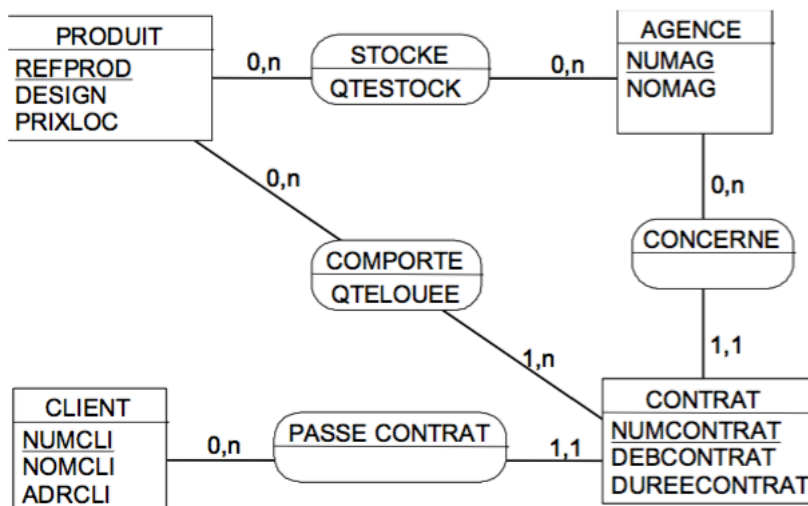 PRODUIT
REFPROD
DESIGN
PRIXLOC
0,n
STOCKE
QTESTOCK
0,n
AGENCE
NUMAG
NOMAG
0,n
0,n
CONCERNE
COMPORTE
QTELOUEE
1,n
1,1
CLIENT
NUMCLI
NOMCLI
ADRCLI
0,n
PASSE CONTRAT
1,1
CONTRAT
NUMCONTRAT
DEBCONTRAT
DUREECONTRAT